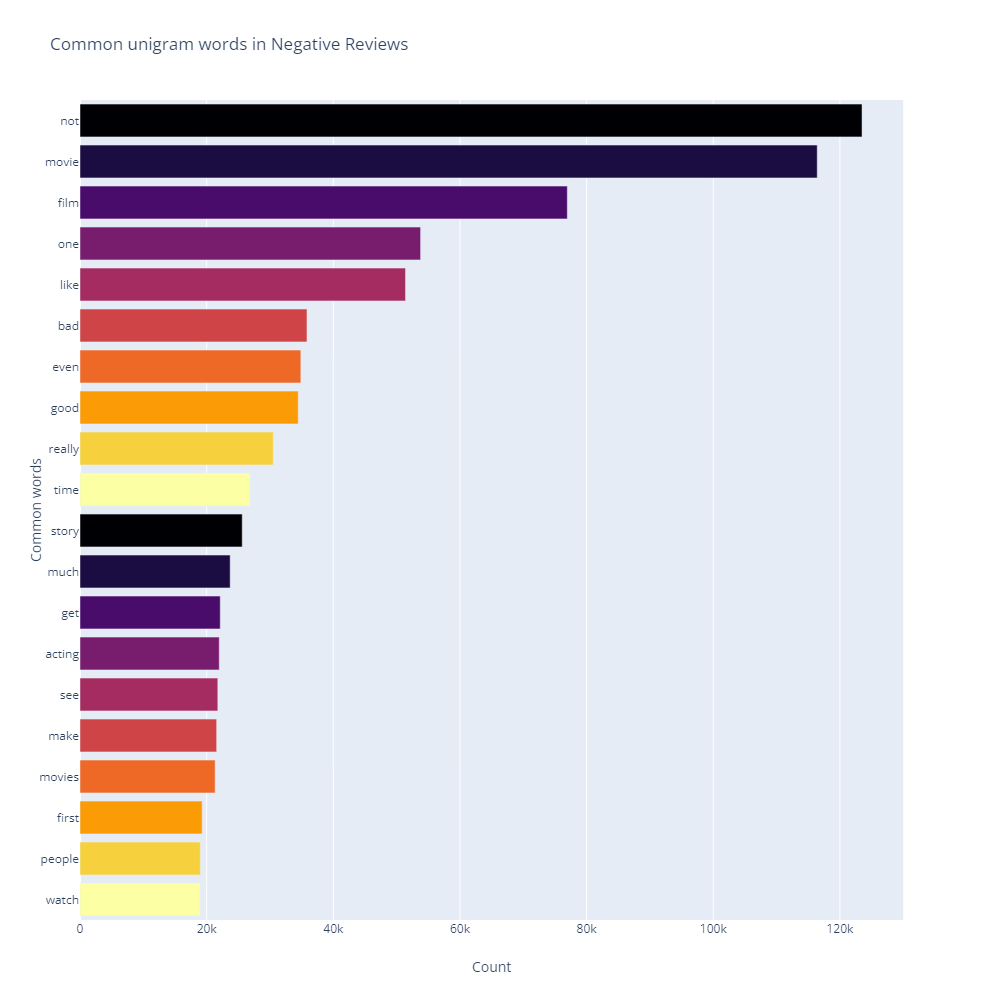 Common unigram words in Negative Reviews
not
movie
film
one
like
bad
even
good
really
time
story
much
get
acting
see
make
movies
first
people
watch
Common words
0 20k 40k 60k 80k 100k 120k
Count